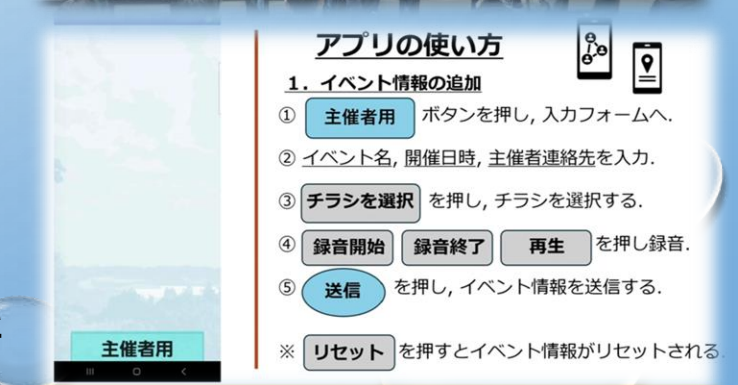 アプリの使い方
1．イベント情報の追加
① 主催者用 ボタンを押し, 入力フォームへ.
② イベント名, 開催日時, 主催者連絡先を入力.
③ チラシを選択 を押し, チラシを選択する.
④ 録音開始 録音終了 再生 を押し録音.
⑤ 送信 を押し, イベント情報を送信する.
※ リセット を押すとイベント情報がリセットされる.
主催者用